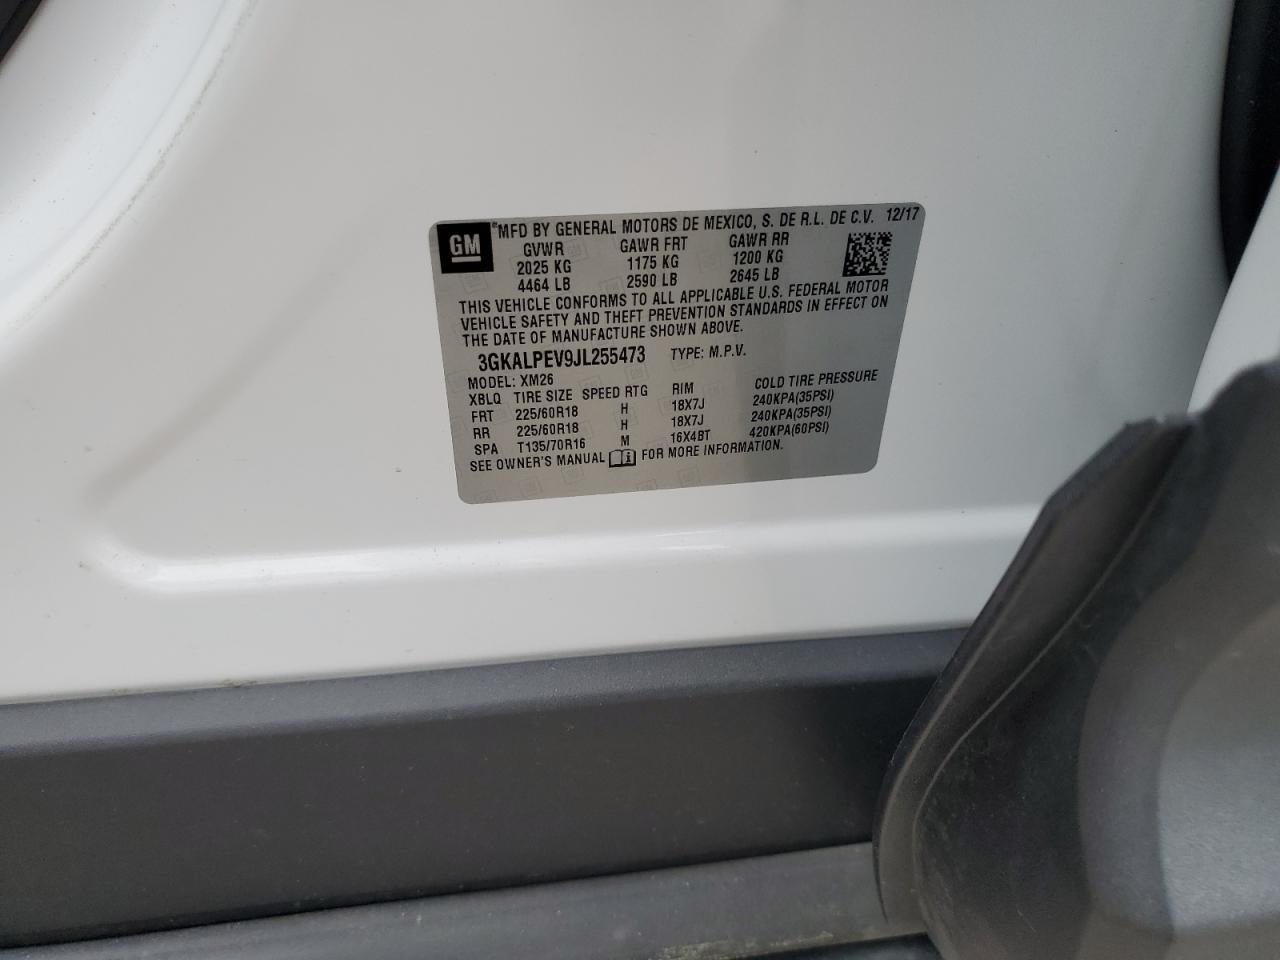 GM
®MFD BY GENERAL MOTORS DE MEXICO, S. DE R.L. DE C.V. 12/17
GVWR GAWR FRT GAWR RR
2025 KG 1175 KG 1200 KG
4464 LB 2590 LB 2645 LB
THIS VEHICLE CONFORMS TO ALL APPLICABLE U.S. FEDERAL MOTOR
VEHICLE SAFETY AND THEFT PREVENTION STANDARDS IN EFFECT ON
THE DATE OF MANUFACTURE SHOWN ABOVE.
3GKALPEV9JL255473 TYPE: M.P.V.
MODEL: XM26
XBLQ TIRE SIZE SPEED RTG RIM COLD TIRE PRESSURE
FRT 225/60R18 H 18X7J 240KPA(35PSI)
RR 225/60R18 H 18X7J 240KPA(35PSI)
SPA T135/70R16 M 16X4BT 420KPA(60PSI)
SEE OWNER'S MANUAL FOR MORE INFORMATION.